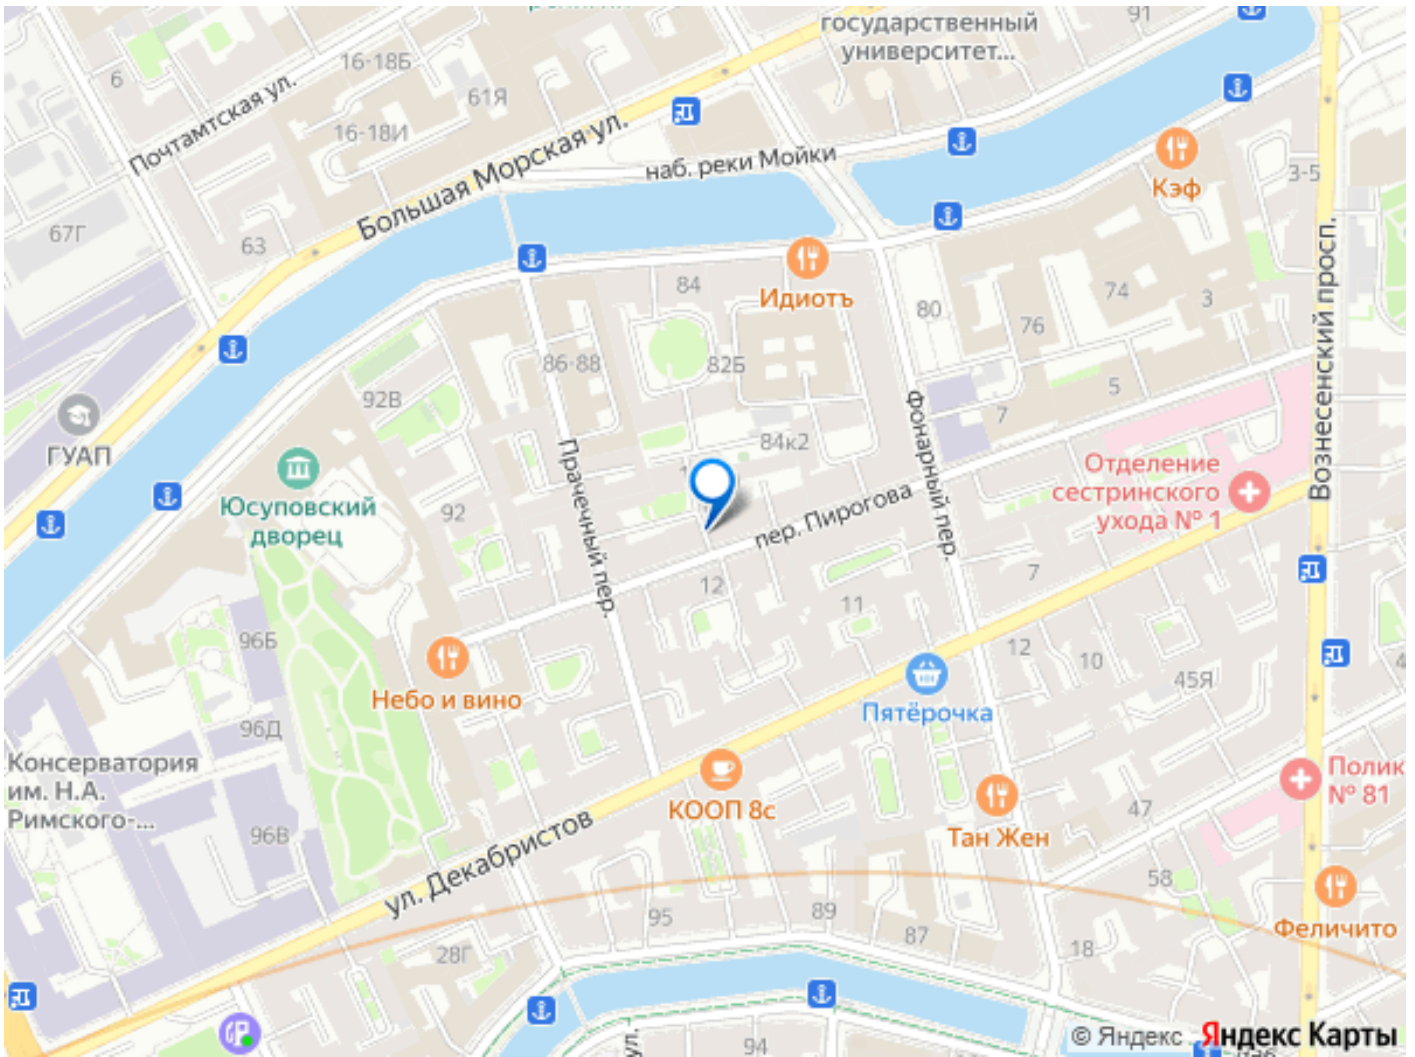 государственный
университет...
91
16-18Б
6
Почтамтская ул.
61Я
16-18И
Большая Морская ул.
наб. реки Мойки
Кэф
3-5
67Г
63
Вознесенский просп.
84
Идиотъ
80
74
3
76
86-88
82Б
92В
5
Фонарный пер.
7
ГУАП
84к2
Прачечный пер.
Отделение
сестринского
ухода № 1
Юсуповский
дворец
92
пер. Пирогова
12
7
11
96Б
12
10
45Я
Небо и вино
Пятёрочка
96Д
Консерватория
им. Н.А.
Римского-...
Полик
№ 81
КООП 8с
47
96В
Тан Жен
ул. Декабристов
58
95
89
87
Феличито
28Г
18
94
ул.
© Яндекс
Яндекс Карты